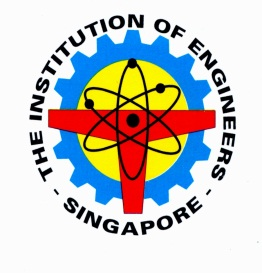 THE INSTITUTION OF ENGINEERS
- SINGAPORE -